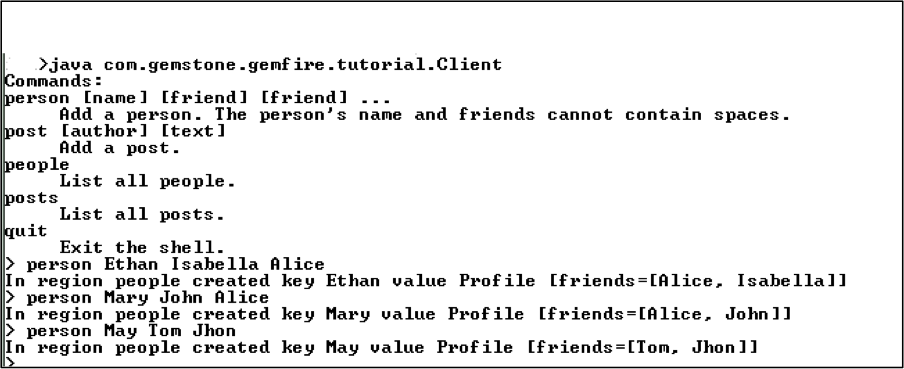 >java com.gemstone.gemfire.tutorial.Client
Commands:
person [name] [friend] [friend] ...
Add a person. The person's name and friends cannot contain spaces.
post [author] [text]
Add a post.
people
List all people.
posts
List all posts.
quit
Exit the shell.
> person Ethan Isabella Alice
In region people created key Ethan value Profile [friends=[Alice, Isabella]]
> person Mary John Alice
In region people created key Mary value Profile [friends=[Alice, John]]
> person May Tom Jhon
In region people created key May value Profile [friends=[Tom, Jhon]]
>